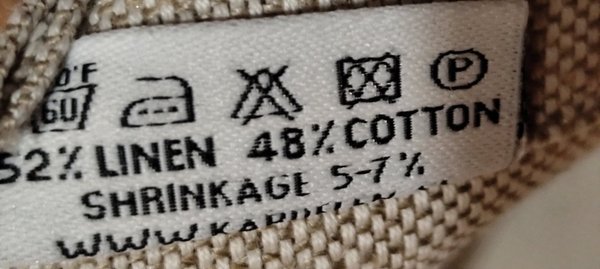 °F
60 P
52% LINEN 48% COTTON
SHRINKAGE 5-7%
WWW